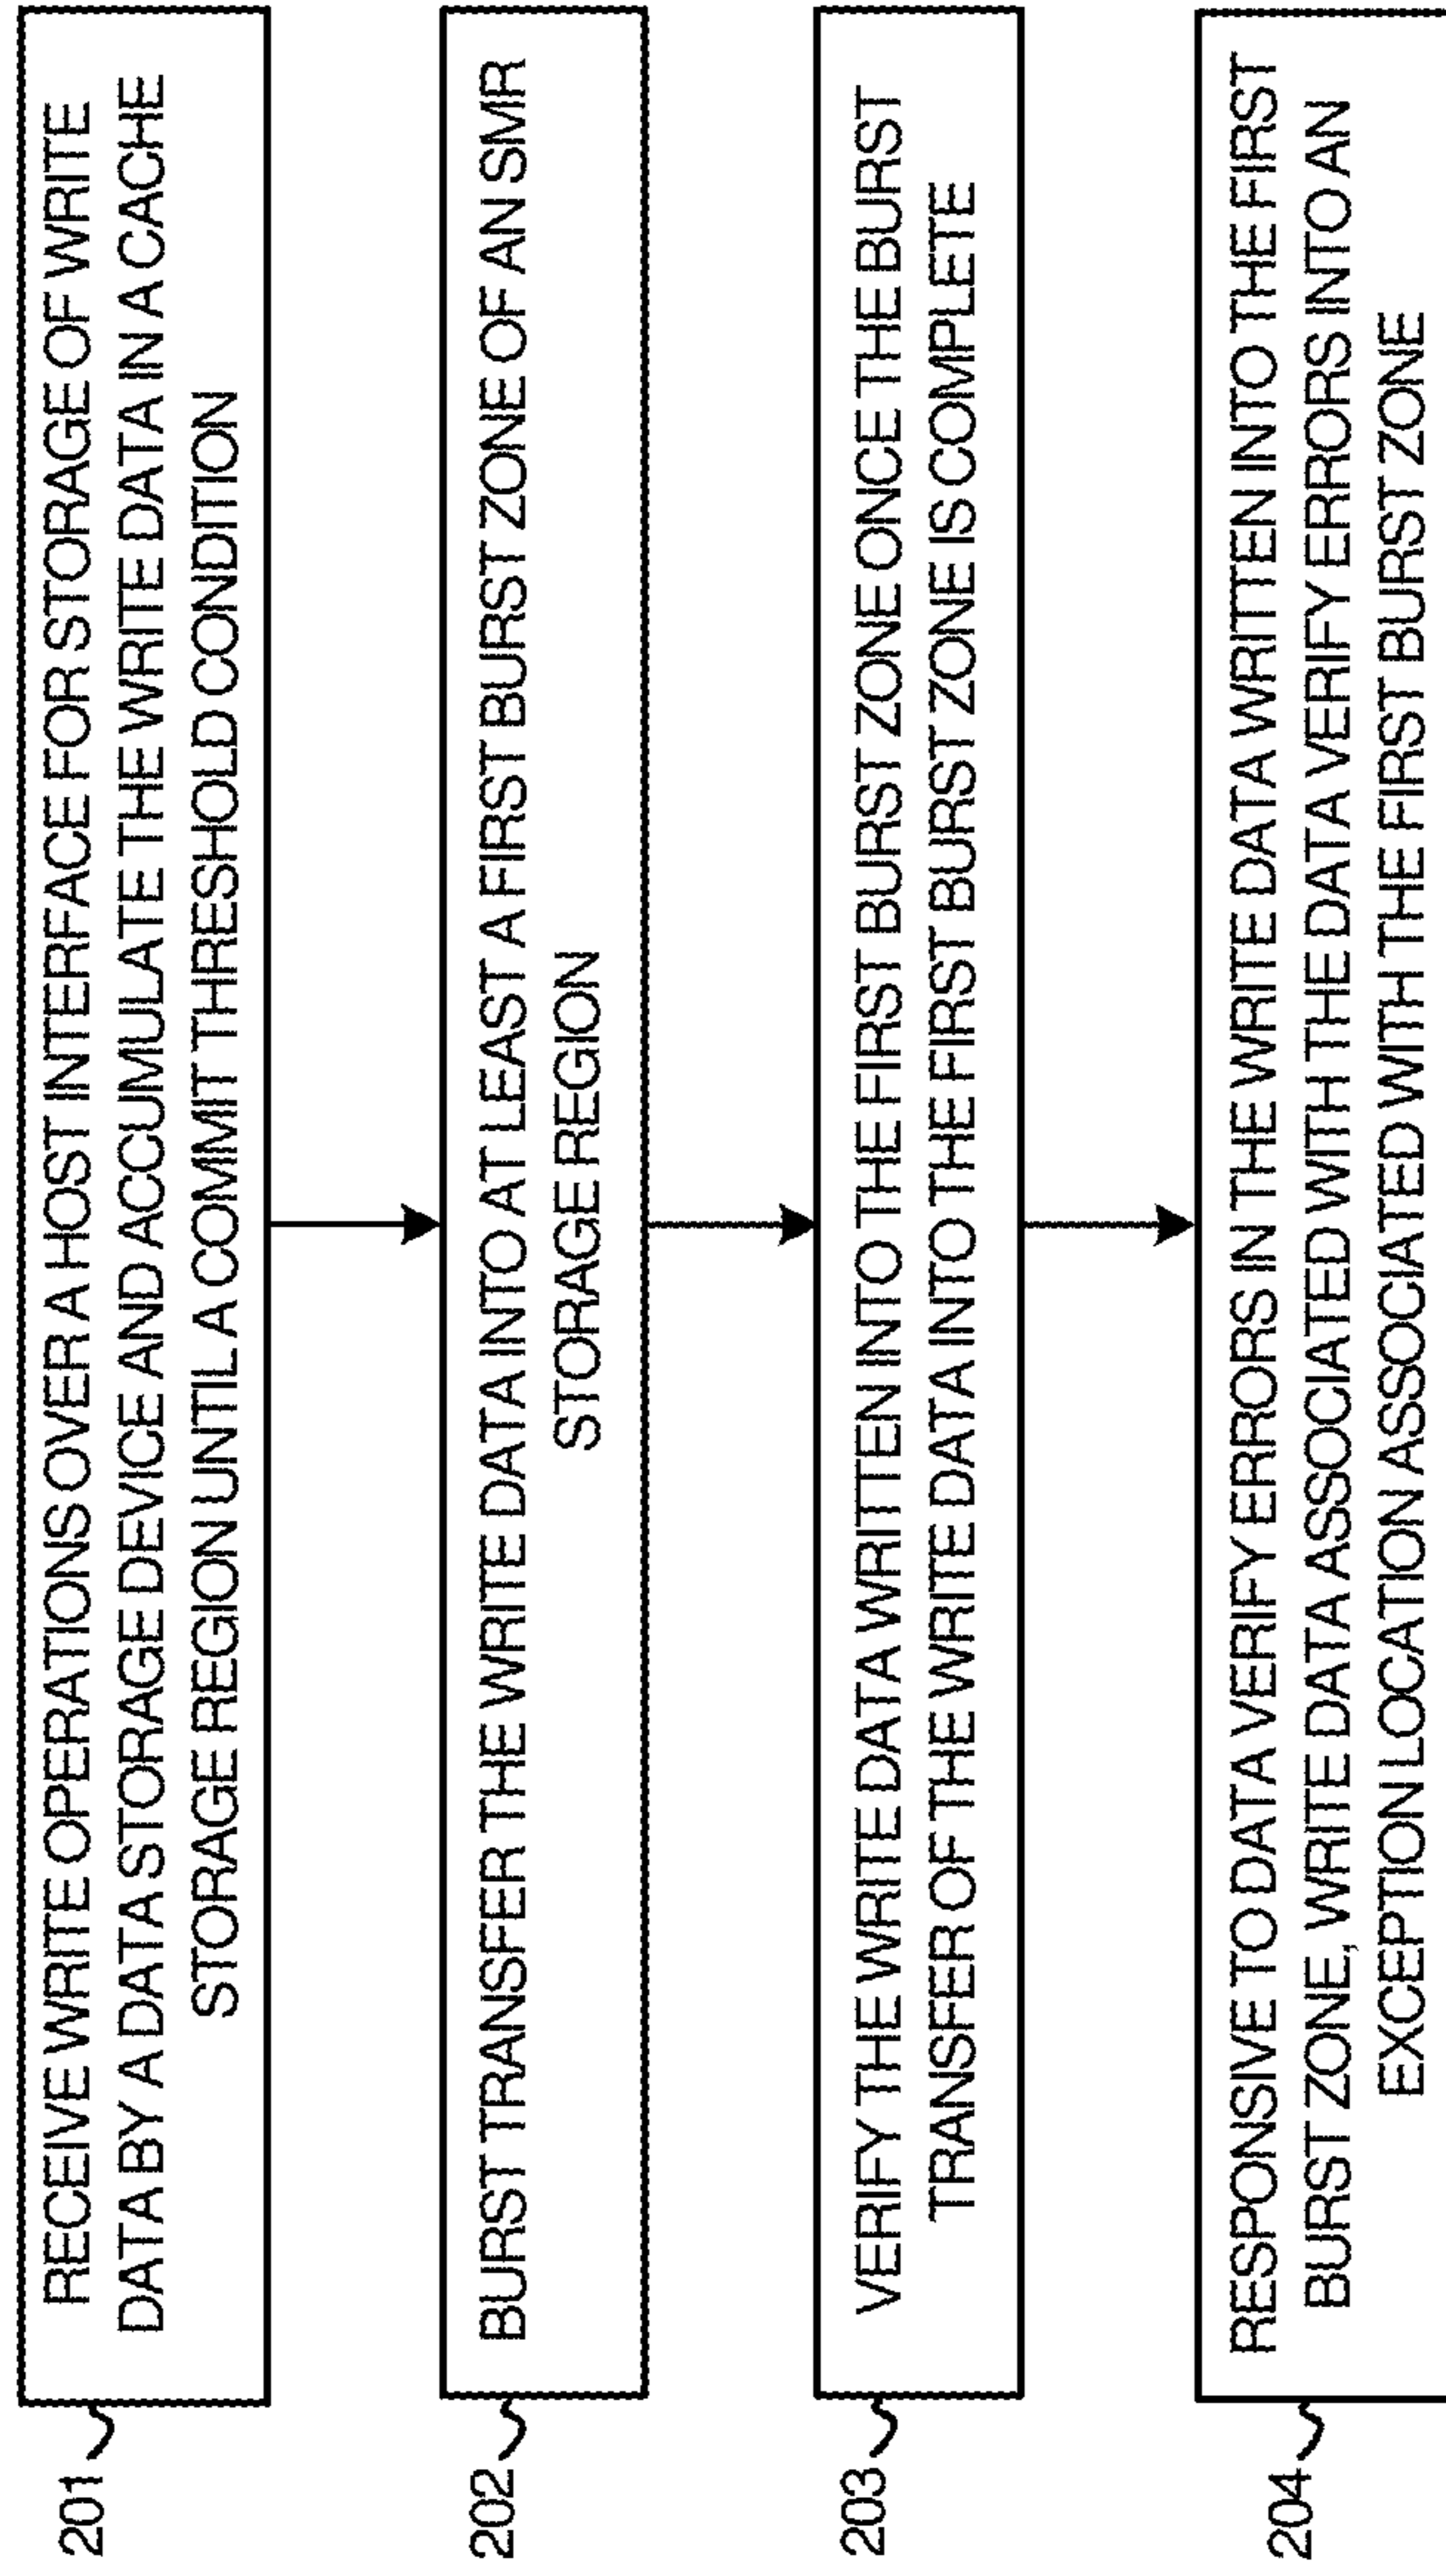 201
RECEIVE WRITE OPERATIONS OVER A HOST INTERFACE FOR STORAGE OF WRITE
DATA BY A DATA STORAGE DEVICE AND ACCUMULATE THE WRITE DATA IN A CACHE
STORAGE REGION UNTIL A COMMIT THRESHOLD CONDITION
202
BURST TRANSFER THE WRITE DATA INTO AT LEAST A FIRST BURST ZONE OF AN SMR
STORAGE REGION
203
VERIFY THE WRITE DATA WRITTEN INTO THE FIRST BURST ZONE ONCE THE BURST
TRANSFER OF THE WRITE DATA INTO THE FIRST BURST ZONE IS COMPLETE
204
RESPONSIVE TO DATA VERIFY ERRORS IN THE WRITE DATA WRITTEN INTO THE FIRST
BURST ZONE, WRITE DATA ASSOCIATED WITH THE DATA VERIFY ERRORS INTO AN
EXCEPTION LOCATION ASSOCIATED WITH THE FIRST BURST ZONE